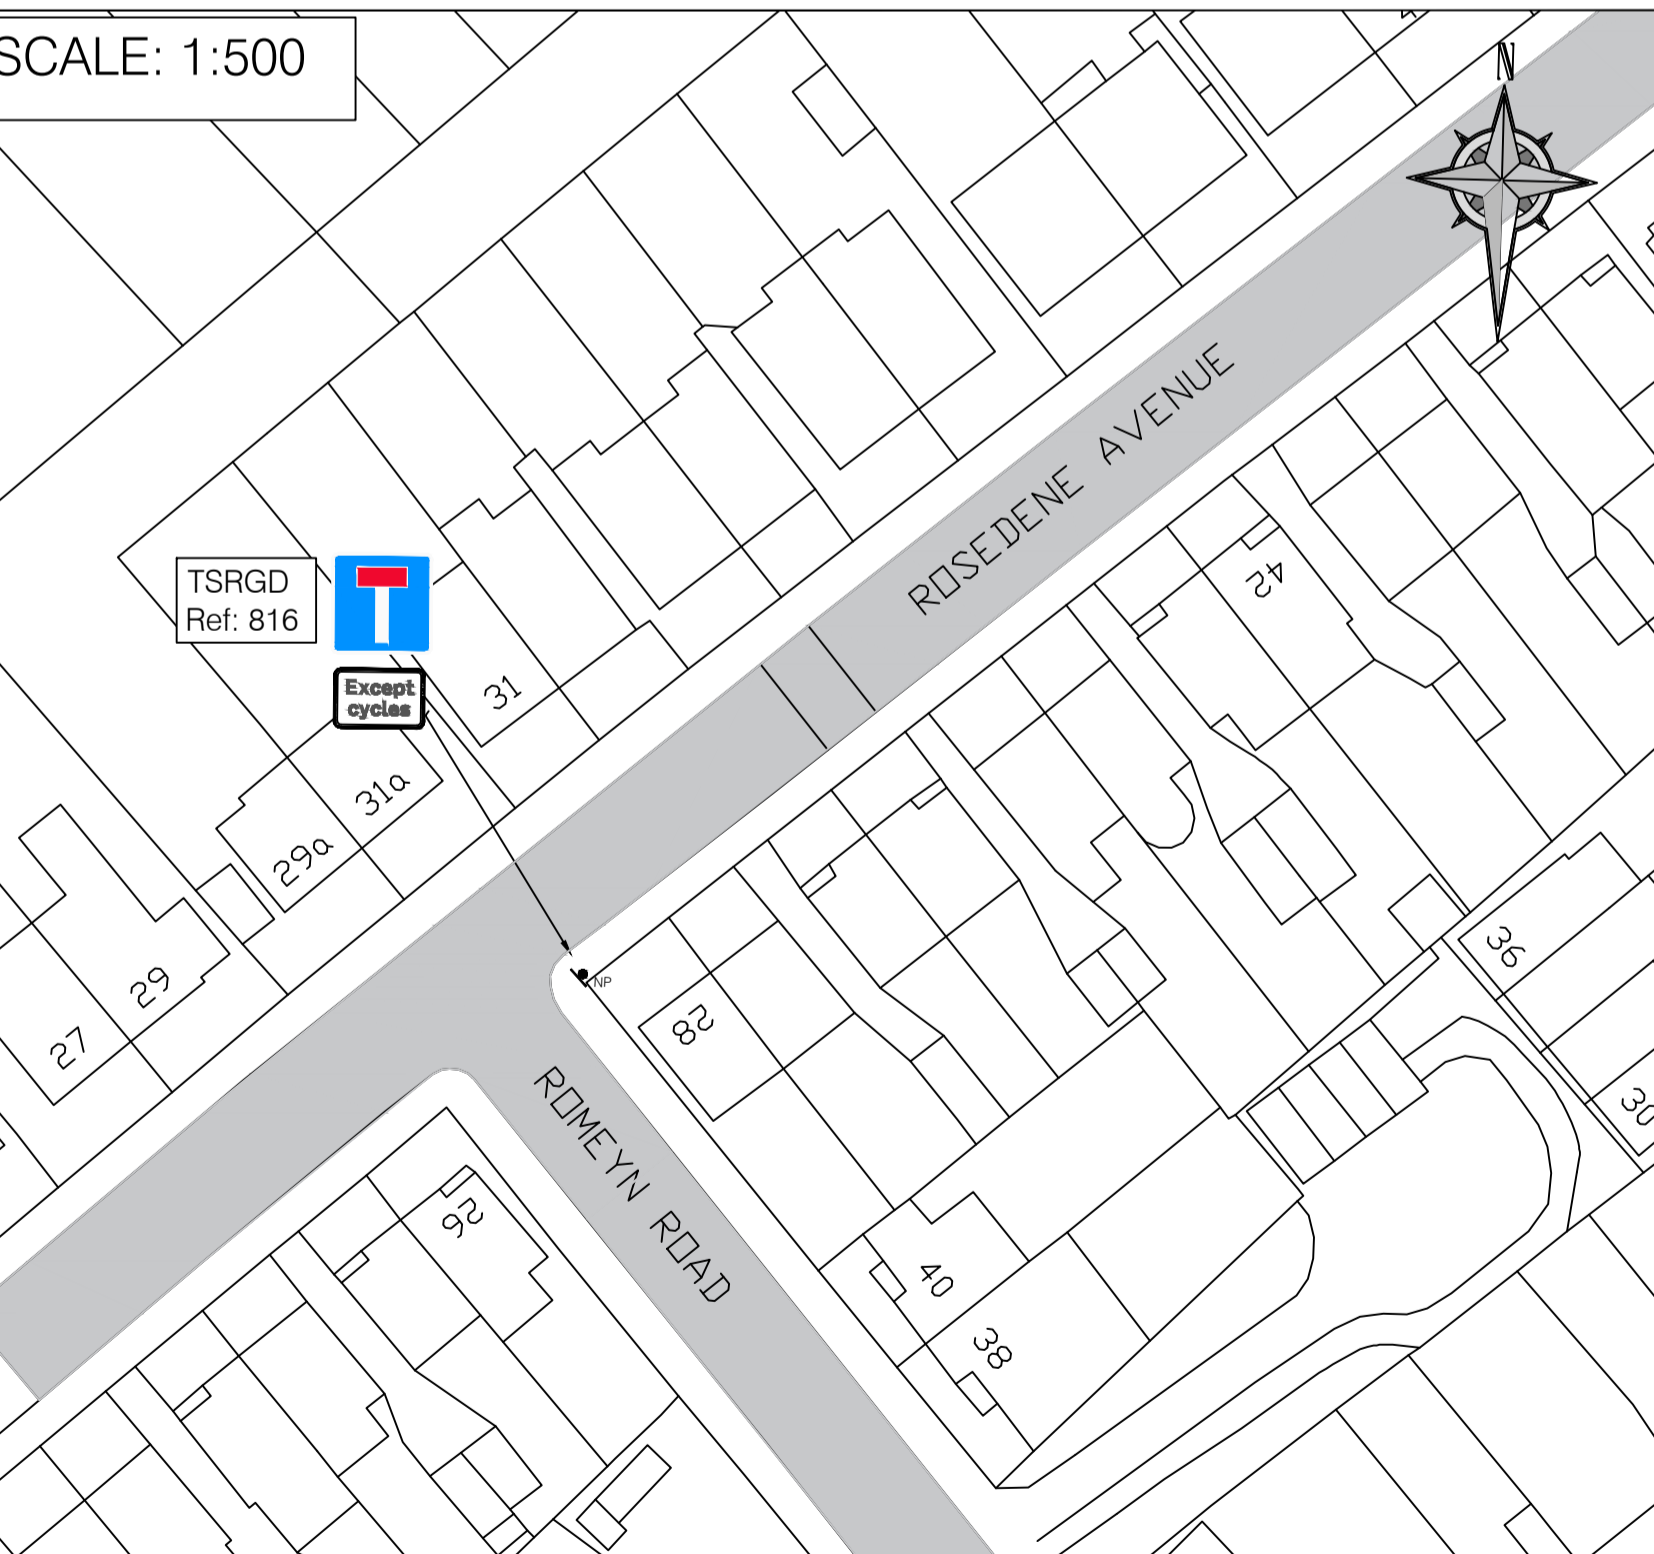 SCALE: 1:500
N
ROSEDENE AVENUE
TSRGD
Ref: 816
Except
cycles
42
31
31a
29a
29
27
NP
28
36
30
ROMEYN ROAD
26
40
38